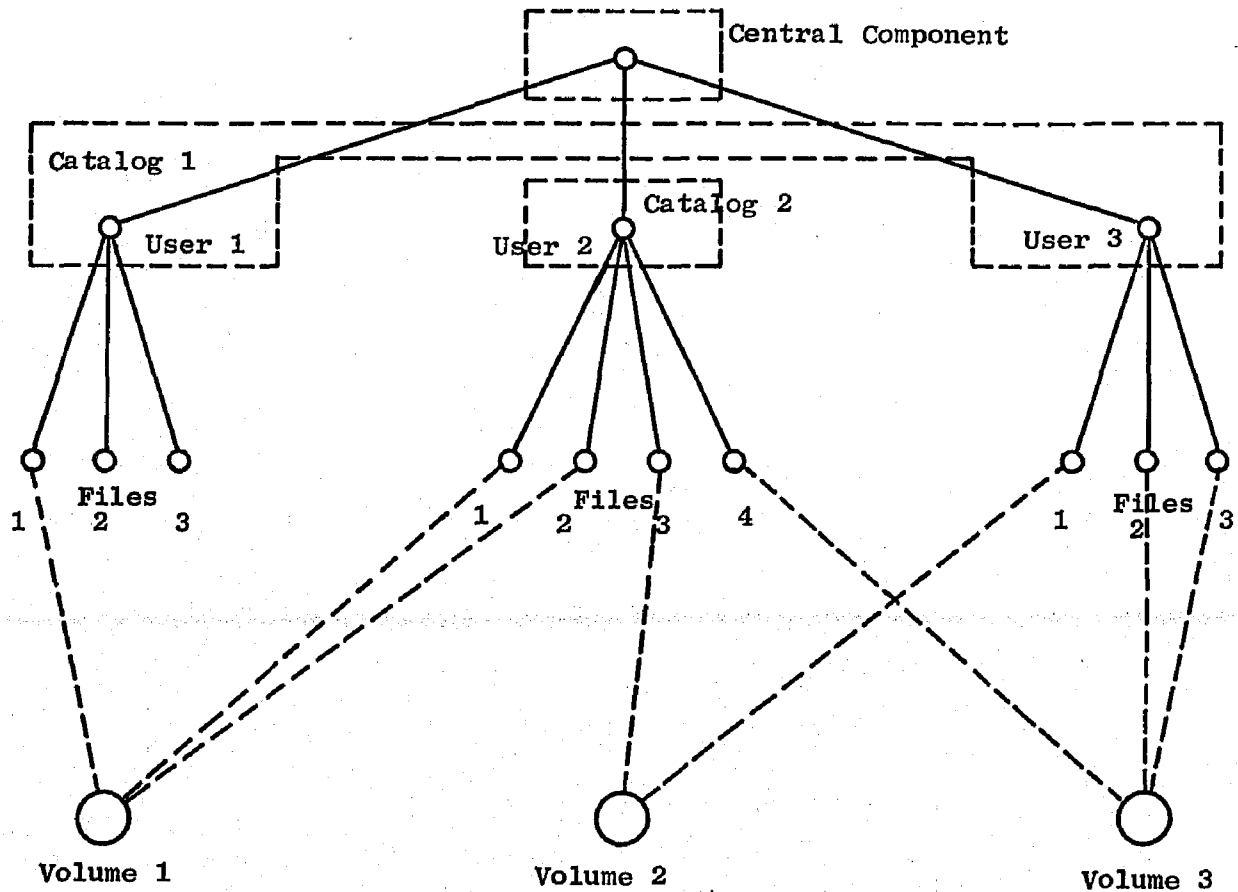 Central Component
Catalog 1
Catalog 2
User 1
User 2
User 3
Files
1 2 3
Files
1 2 3 4
Files
1 2 3
Volume 1
Volume 2
Volume 3